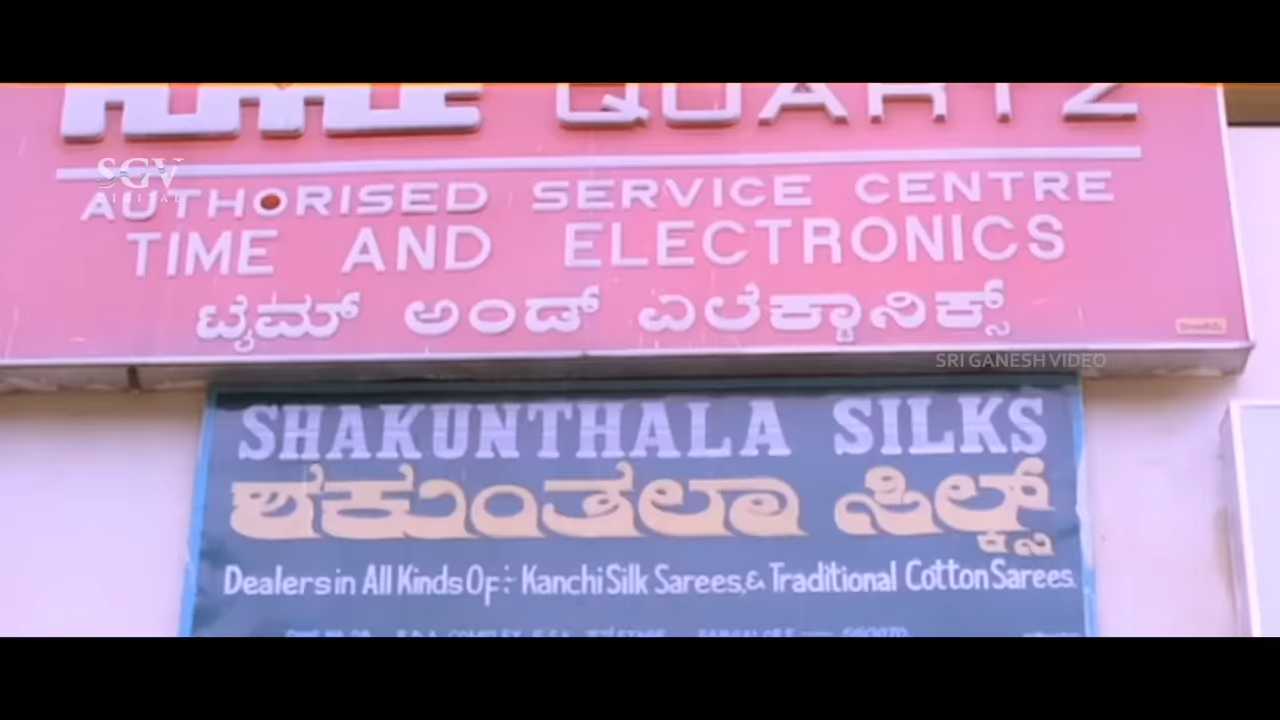 QUARTZ
SGV
DIGITAL
AUTHORISED SERVICE CENTRE
TIME AND ELECTRONICS
ಟೈಮ್ ಅಂಡ್ ಎಲೆಕ್ಟ್ರಾನಿಕ್ಸ್
SRI GANESH VIDEO
SHAKUNTHALA SILKS
ಶಕುಂತಲಾ ಸಿಲ್ಕ್ಸ್
Dealers in All Kinds Of:- Kanchi Silk Sarees,& Traditional Cotton Sarees.